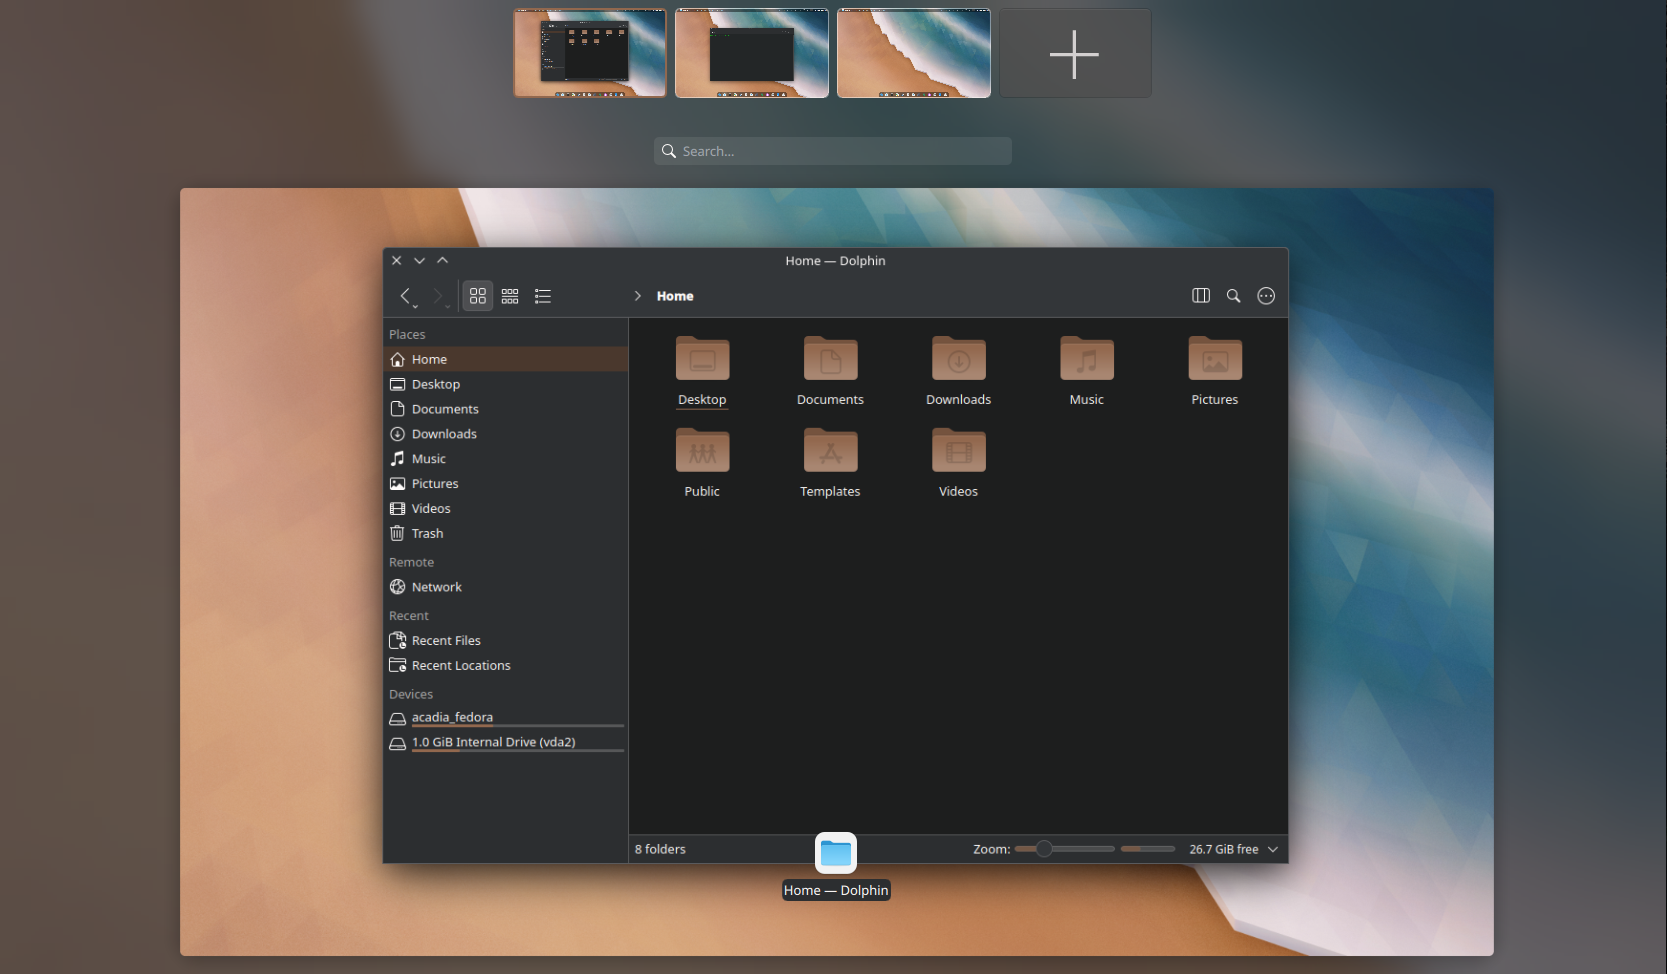 Search...
Home — Dolphin
Home
Places
Home
Desktop
Documents
Downloads
Music
Pictures
Videos
Trash
Remote
Network
Recent
Recent Files
Recent Locations
Devices
acadia_fedora
1.0 GiB Internal Drive (vda2)
Desktop
Documents
Downloads
Music
Pictures
Public
Templates
Videos
8 folders
Zoom:
26.7 GiB free
Home — Dolphin